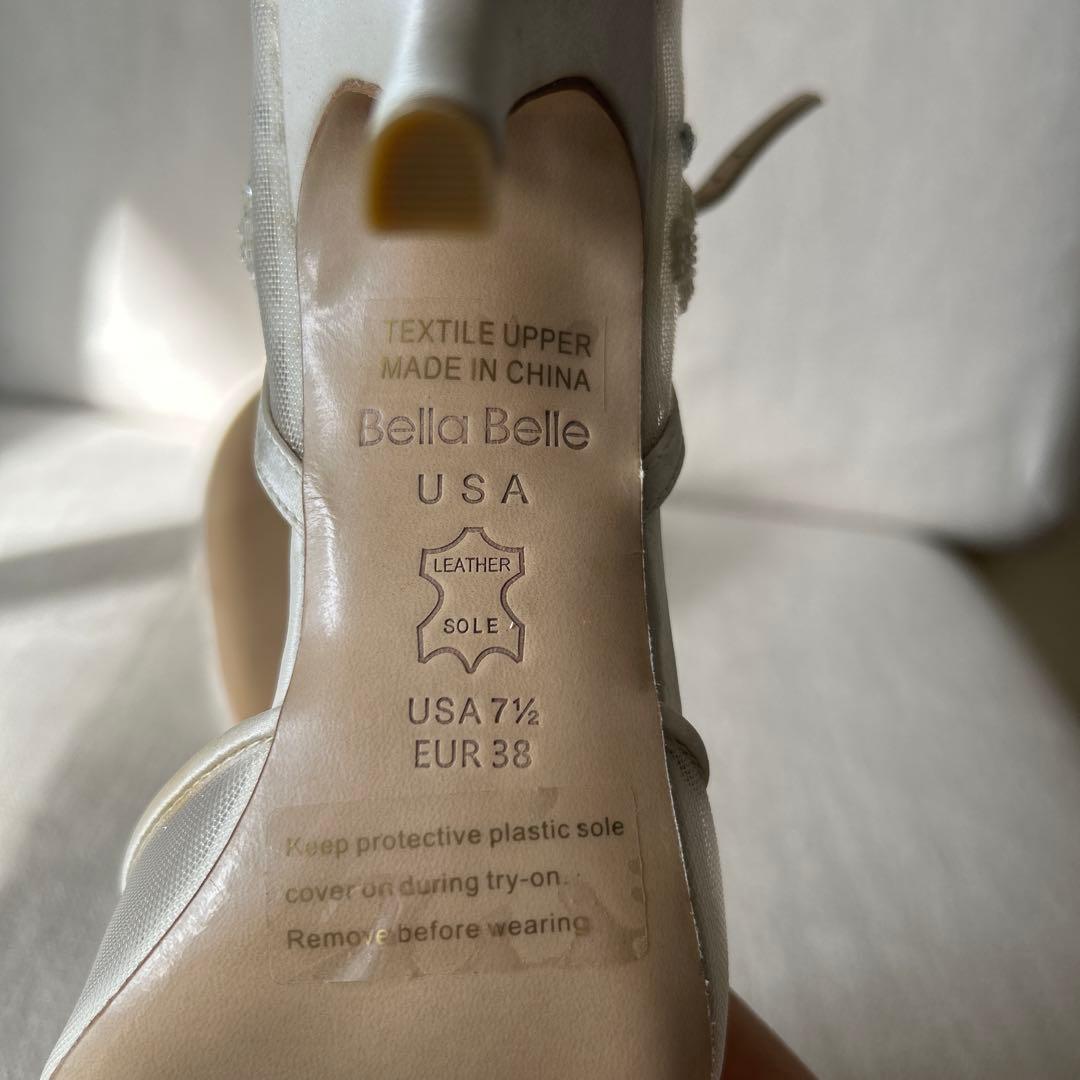 TEXTILE UPPER
MADE IN CHINA
Bella Belle
USA
LEATHER
SOLE
USA 7½
EUR 38
Keep protective plastic sole
cover on during try-on.
Remove before wearing